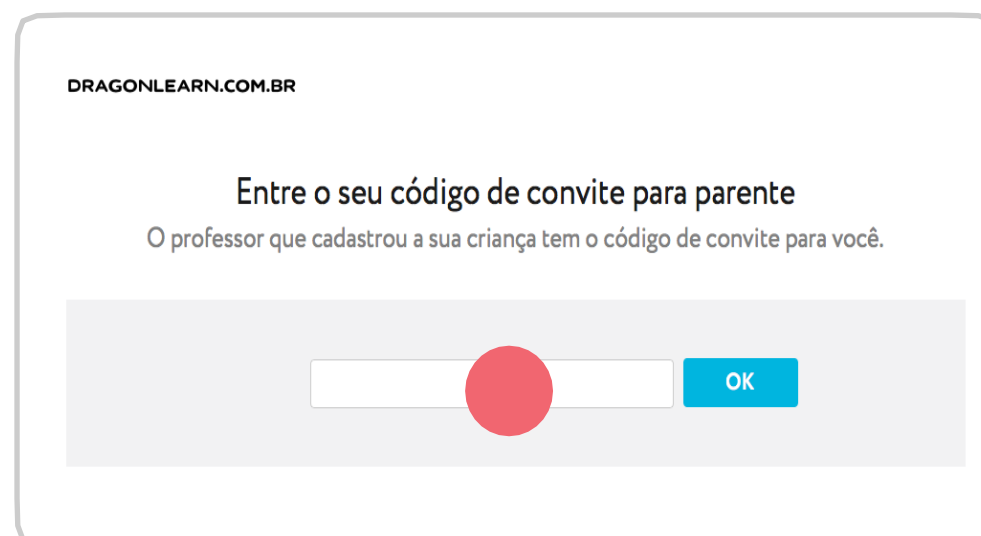 DRAGONLEARN.COM.BR
Entre o seu código de convite para parente
O professor que cadastrou a sua criança tem o código de convite para você.
OK